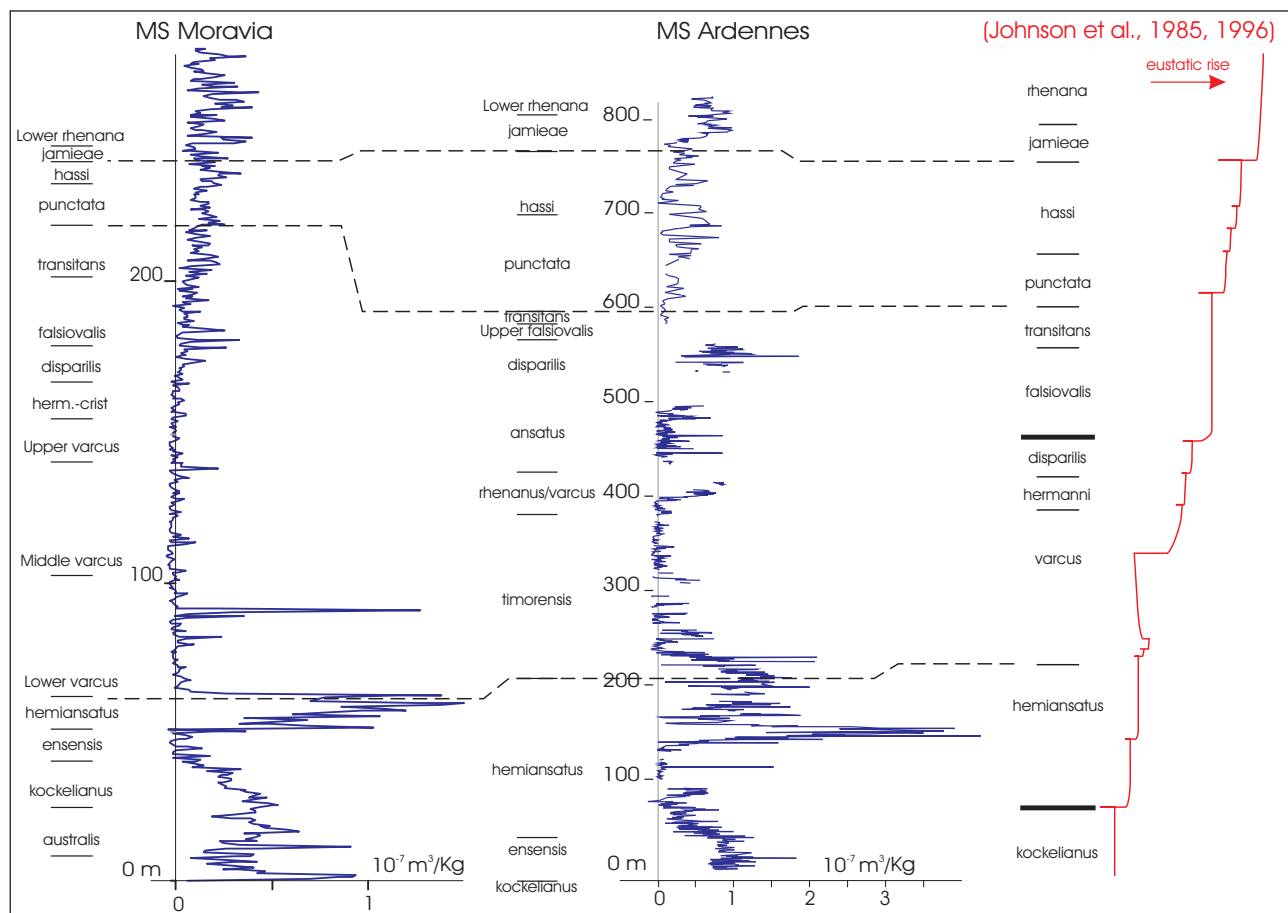 MS Moravia
Lower rhenana
jamieae
hassi
punctata
transitans
200
falsiovalis
disparilis
herm.-crist
Upper varcus
Middle varcus
100
Lower varcus
hemiansatus
ensensis
kockelianus
australis
0 m
10⁻⁷ m³/Kg
0
1
MS Ardennes
Lower rhenana
jamieae
hassi
punctata
transitans
Upper falsiovalis
disparilis
ansatus
rhenanus/varcus
timorensis
hemiansatus
ensensis
kockelianus
800
700
600
500
400
300
200
100
0 m
10⁻⁷ m³/Kg
0
1
2
3
(Johnson et al., 1985, 1996)
eustatic rise
rhenana
jamieae
hassi
punctata
transitans
falsiovalis
disparilis
hermanni
varcus
hemiansatus
kockelianus